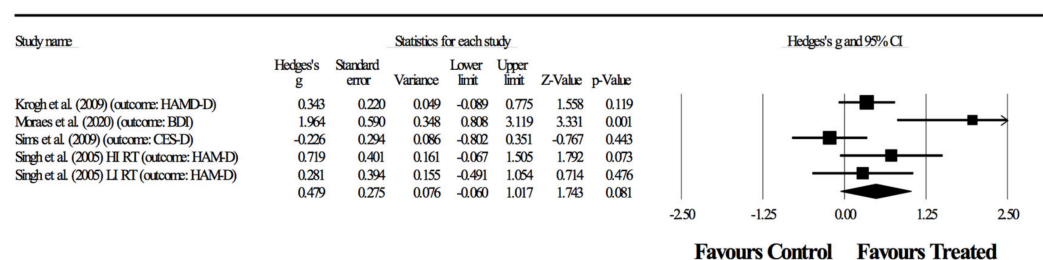 Study name Statistics for each study Hedges's g and 95% CI
Hedges's Standard Lower Upper
g error Variance limit limit Z-Value p-Value
Krogh et al. (2009) (outcome: HAMD-D) 0.343 0.220 0.049 -0.089 0.775 1.558 0.119
Moraes et al. (2020) (outcome: BDI) 1.964 0.590 0.348 0.808 3.119 3.331 0.001
Sims et al. (2009) (outcome: CES-D) -0.226 0.294 0.086 -0.802 0.351 -0.767 0.443
Singh et al. (2005) HI RT (outcome: HAM-D) 0.719 0.401 0.161 -0.067 1.505 1.792 0.073
Singh et al. (2005) LI RT (outcome: HAM-D) 0.281 0.394 0.155 -0.491 1.054 0.714 0.476
0.479 0.275 0.076 -0.060 1.017 1.743 0.081
-2.50 -1.25 0.00 1.25 2.50
Favours Control Favours Treated